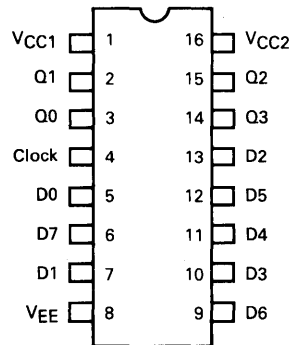 VCC1 1 16 VCC2
Q1 2 15 Q2
Q0 3 14 Q3
Clock 4 13 D2
D0 5 12 D5
D7 6 11 D4
D1 7 10 D3
VEE 8 9 D6